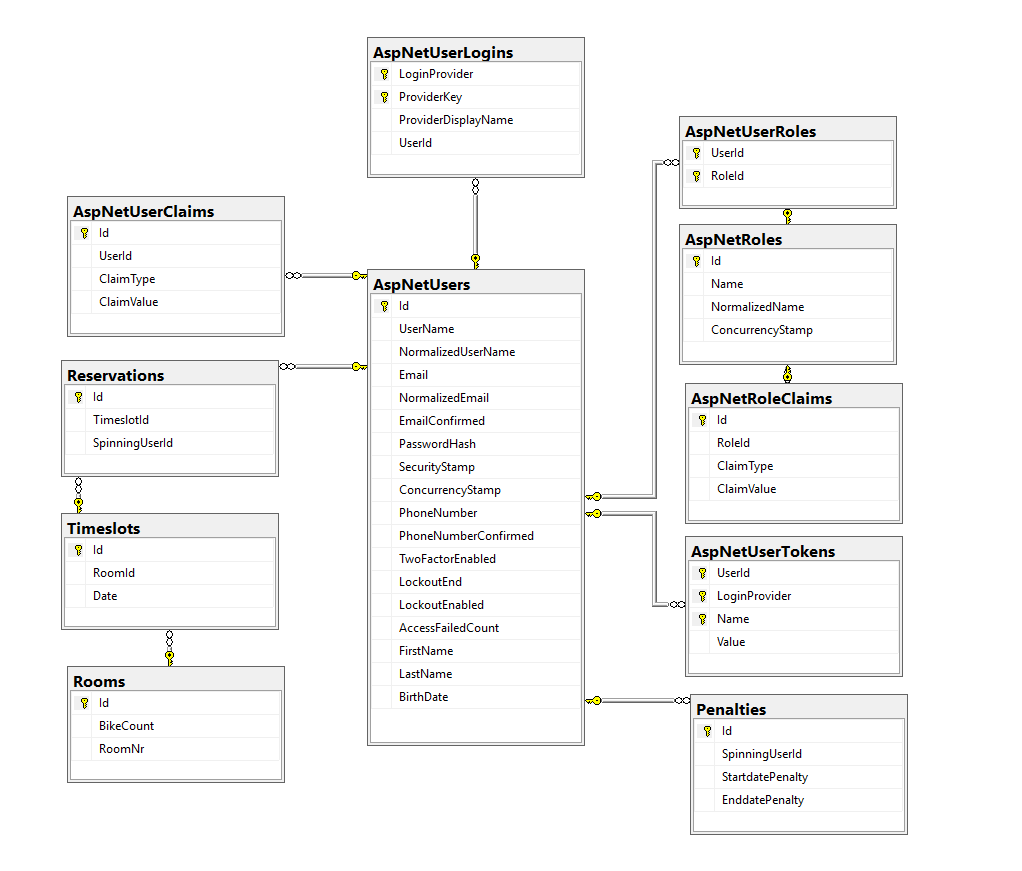 AspNetUserLogins
LoginProvider
ProviderKey
ProviderDisplayName
UserId
AspNetUserRoles
UserId
RoleId
AspNetUserClaims
Id
UserId
ClaimType
ClaimValue
AspNetRoles
Id
Name
NormalizedName
ConcurrencyStamp
AspNetUsers
Id
UserName
NormalizedUserName
Email
NormalizedEmail
EmailConfirmed
PasswordHash
SecurityStamp
ConcurrencyStamp
PhoneNumber
PhoneNumberConfirmed
TwoFactorEnabled
LockoutEnd
LockoutEnabled
AccessFailedCount
FirstName
LastName
BirthDate
Reservations
Id
TimeslotId
SpinningUserId
AspNetRoleClaims
Id
RoleId
ClaimType
ClaimValue
Timeslots
Id
RoomId
Date
AspNetUserTokens
UserId
LoginProvider
Name
Value
Rooms
Id
BikeCount
RoomNr
Penalties
Id
SpinningUserId
StartdatePenalty
EnddatePenalty